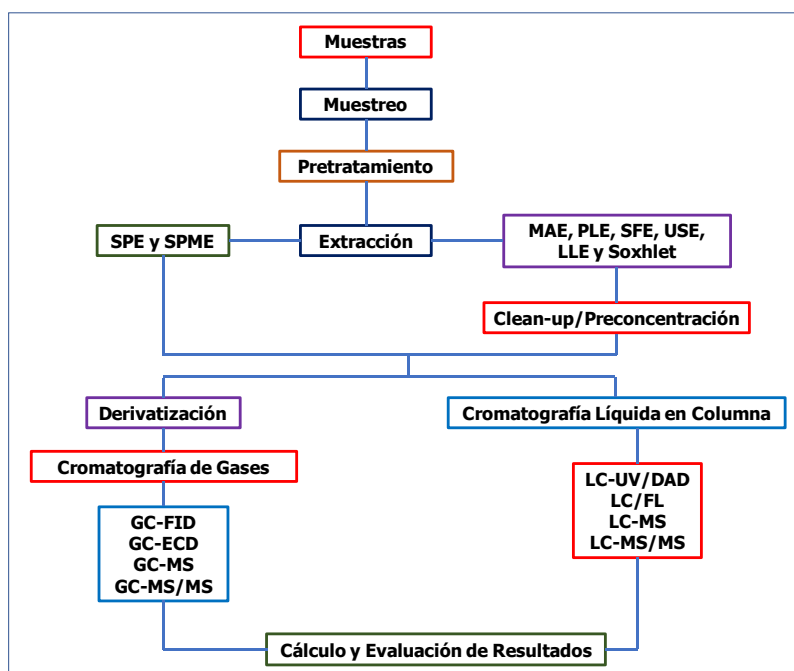 Muestras
Muestreo
Pretratamiento
SPE y SPME
Extracción
MAE, PLE, SFE, USE,
LLE y Soxhlet
Clean-up/Preconcentración
Derivatización
Cromatografía Líquida en Columna
Cromatografía de Gases
LC-UV/DAD
LC/FL
LC-MS
LC-MS/MS
GC-FID
GC-ECD
GC-MS
GC-MS/MS
Cálculo y Evaluación de Resultados